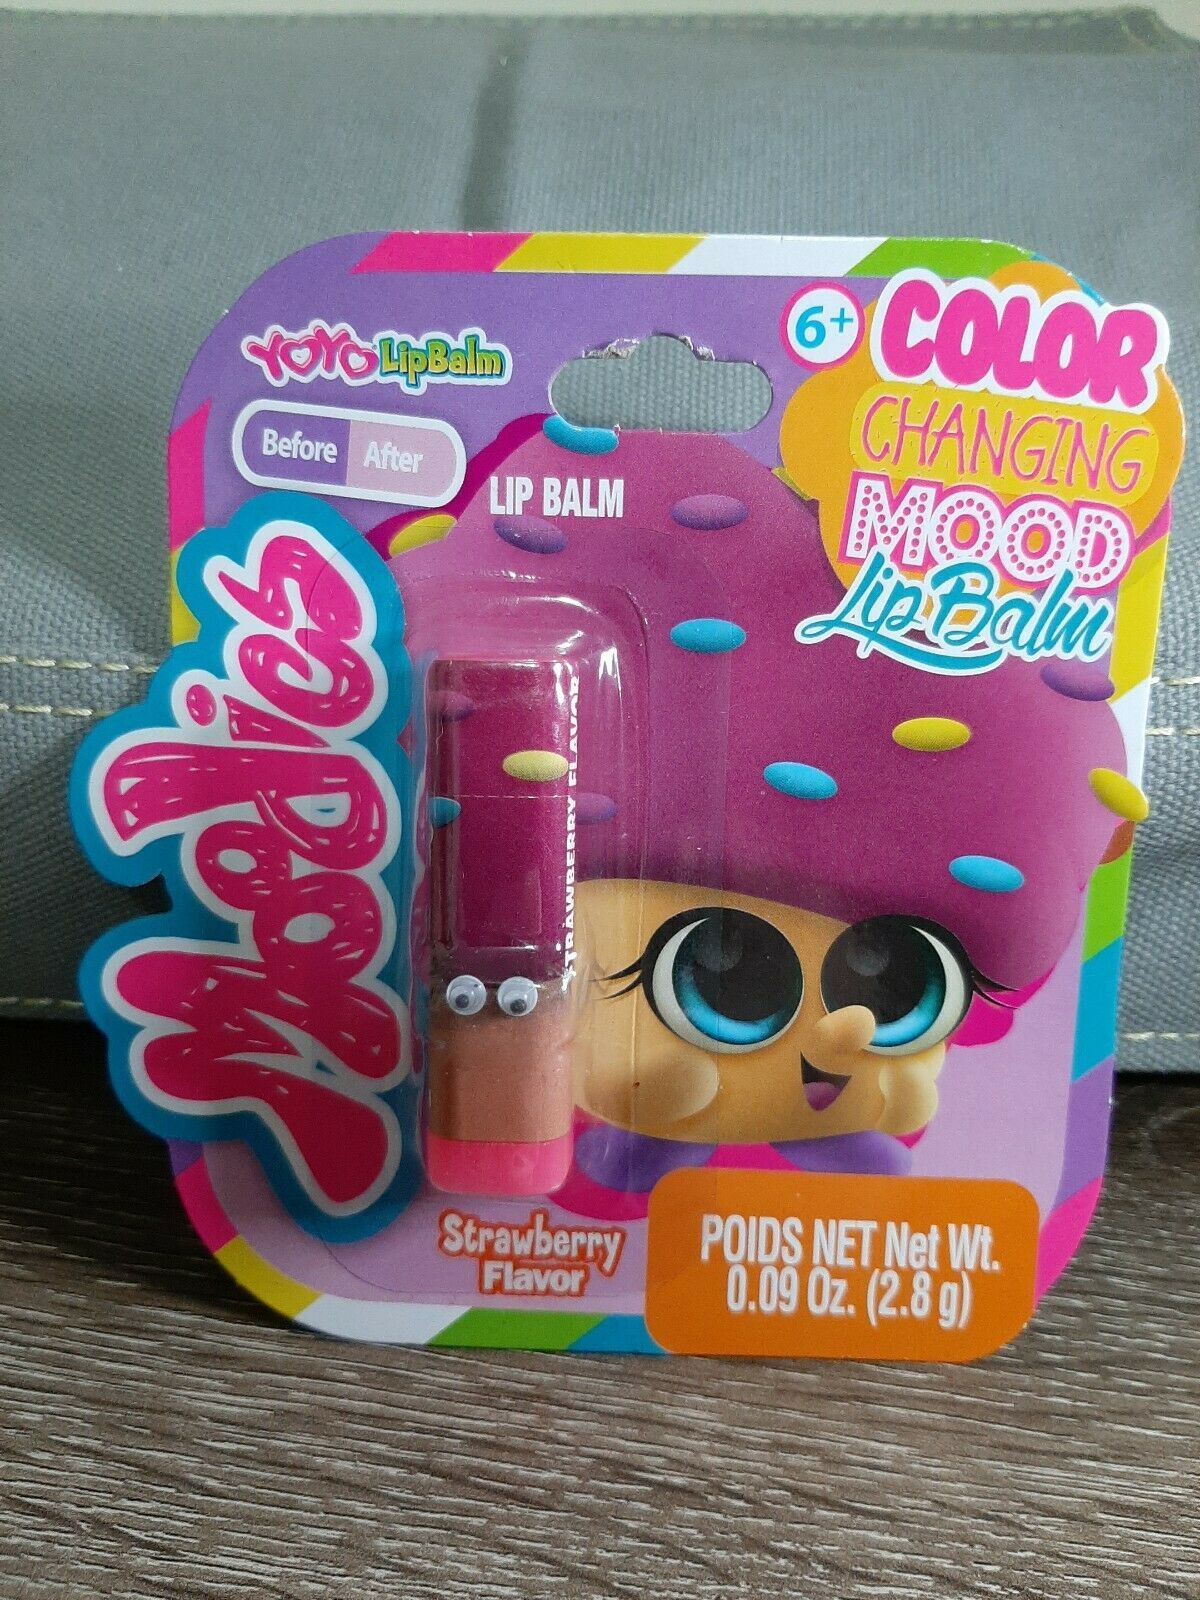 YOYO LipBalm
6+
COLOR
CHANGING
MOOD
Lip Balm
Before After
LIP BALM
Modies
STRAWBERRY FLAVOR
Strawberry
Flavor
POIDS NET Net Wt.
0.09 Oz. (2.8 g)